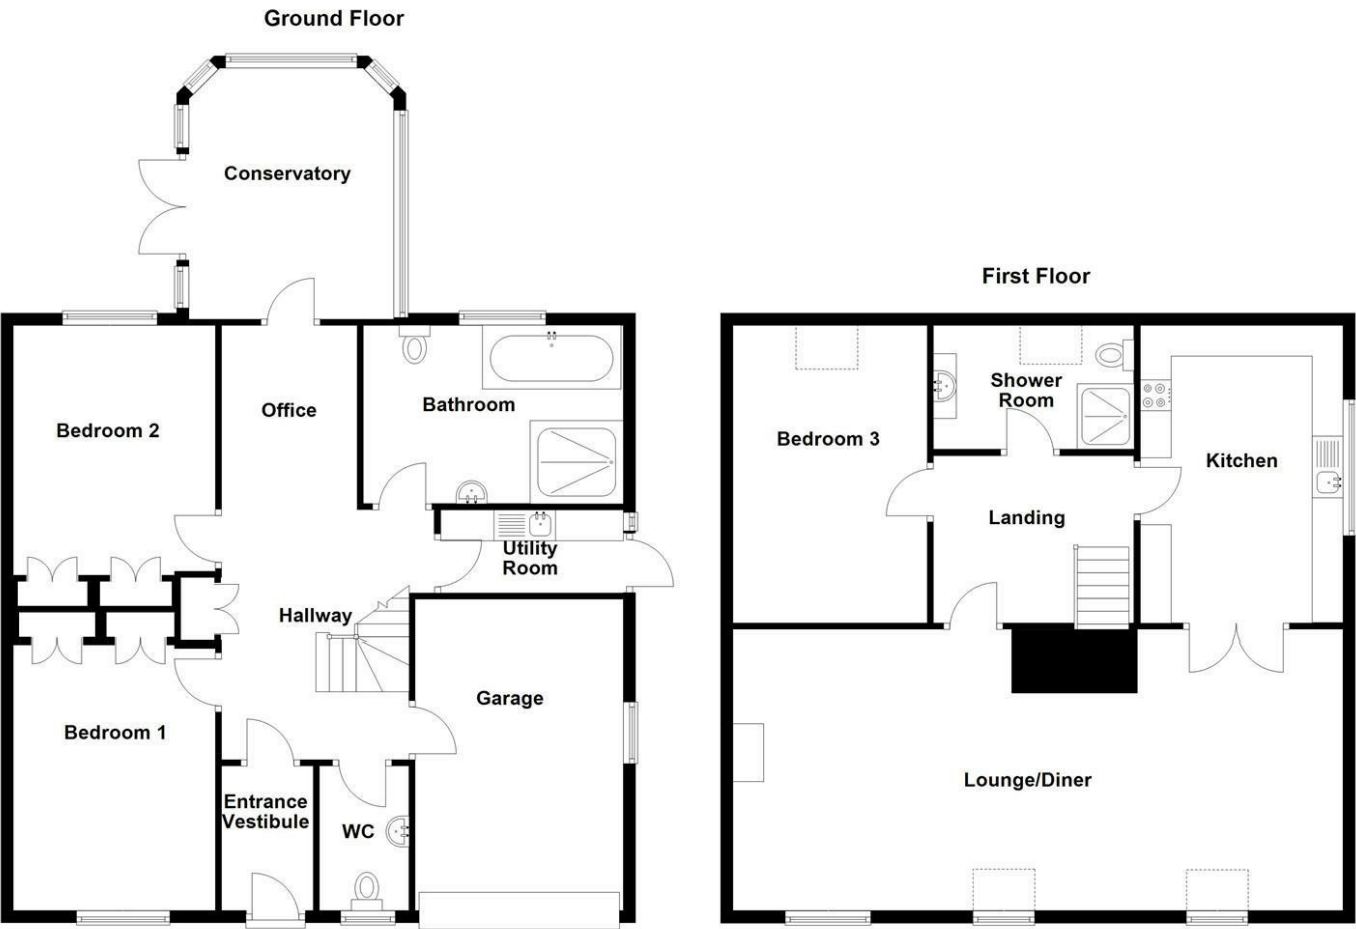 Ground Floor
Conservatory
Bedroom 2
Office
Bathroom
Utility
Room
Hallway
Bedroom 1
Garage
Entrance
Vestibule
WC
First Floor
Bedroom 3
Shower
Room
Kitchen
Landing
Lounge/Diner